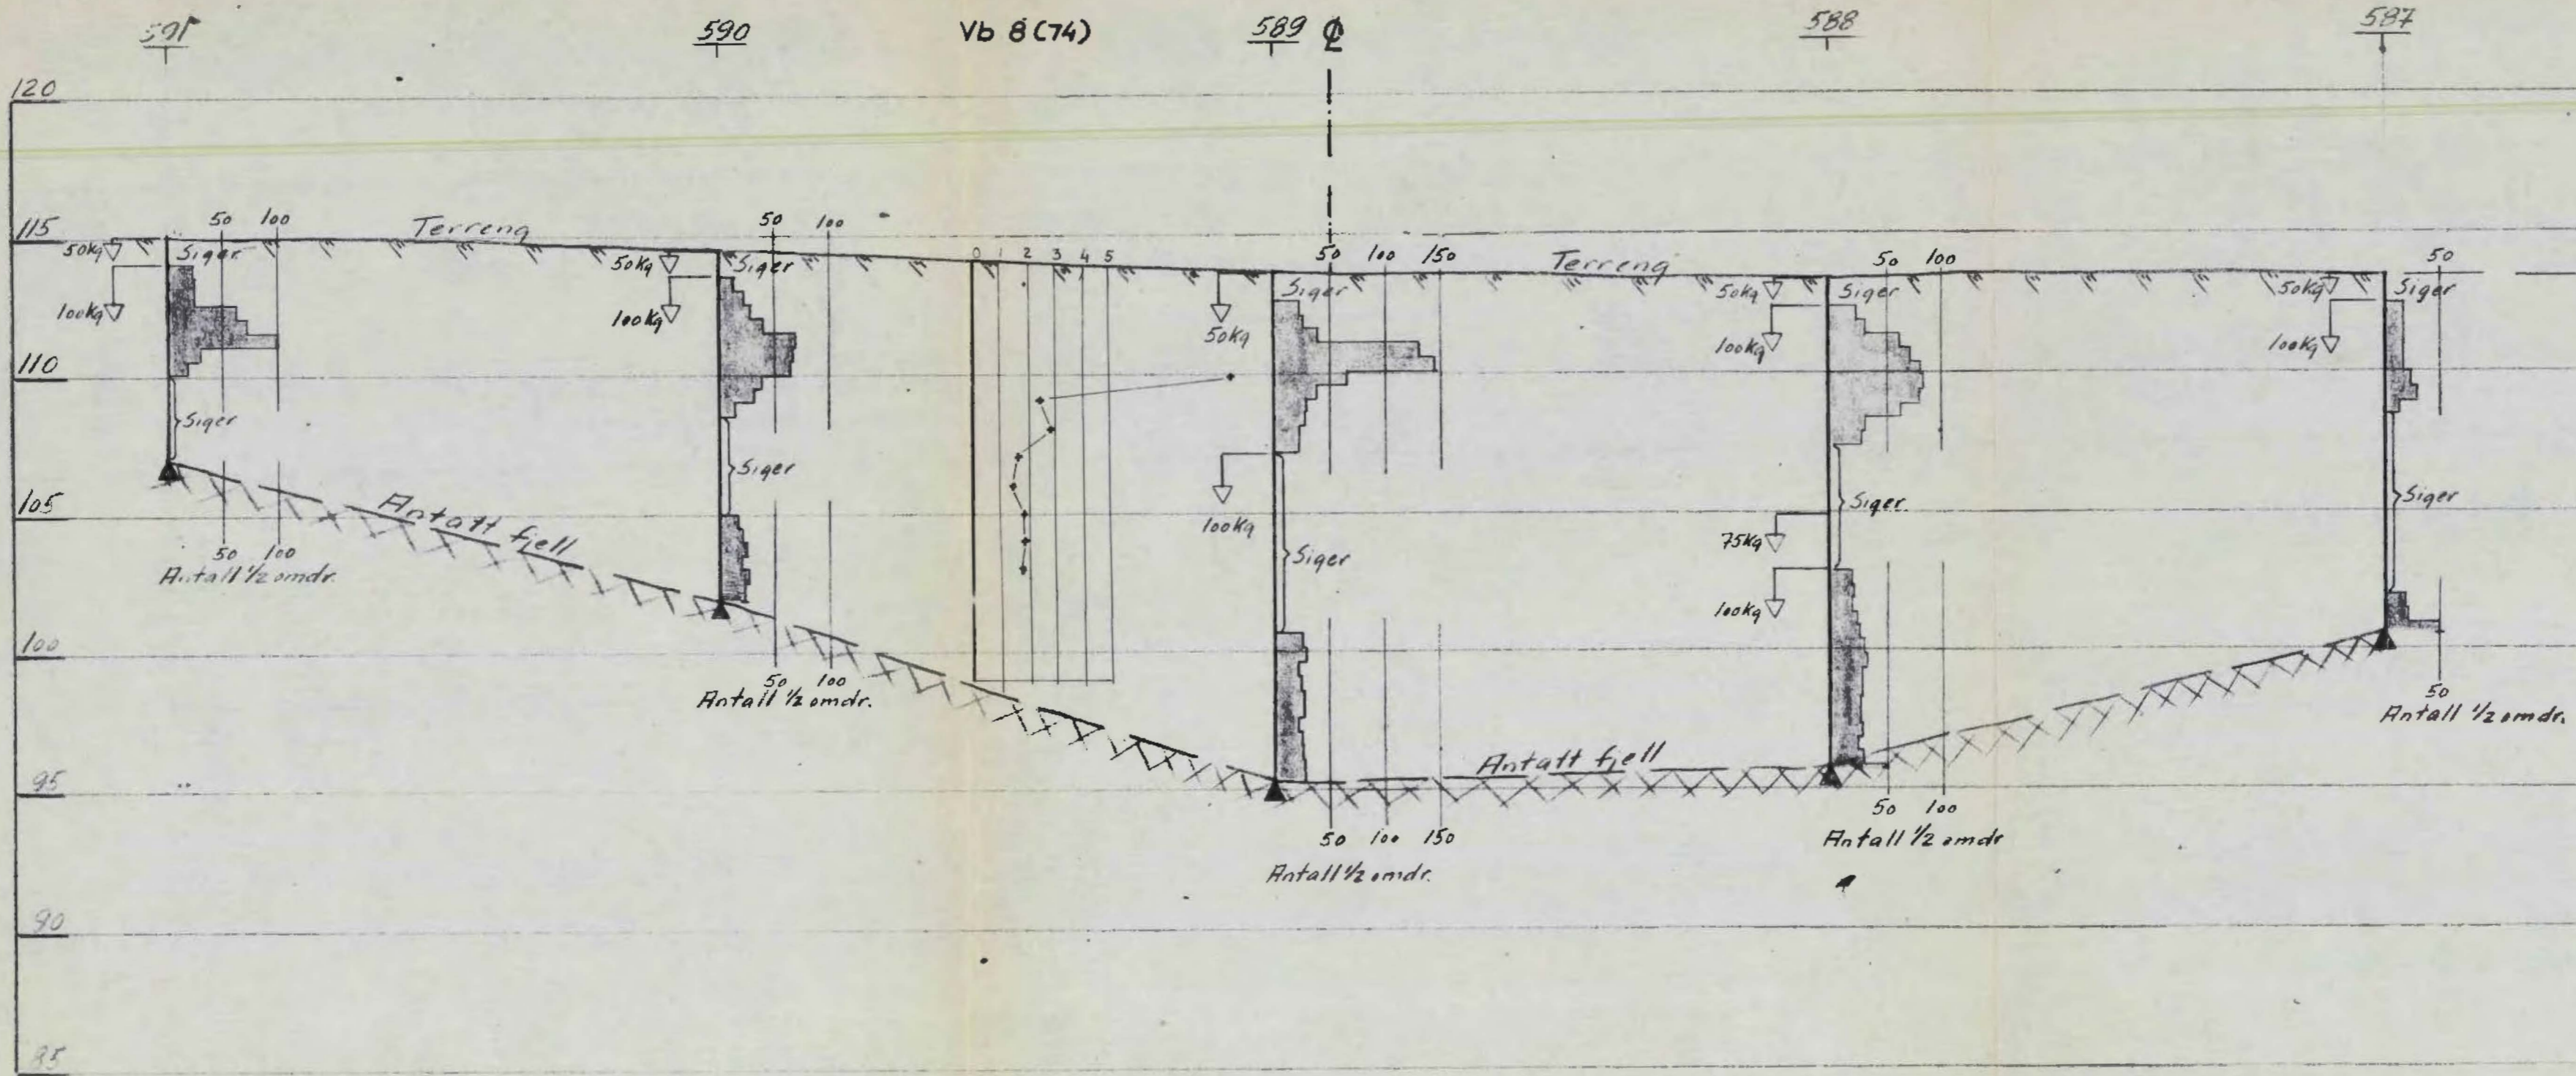 591
590
Vb 8 (74)
589 ℄
588
587
120
115
110
105
100
95
90
85
50 100
Terreng
50kg
Siger
100kg
Siger
Antatt fjell
50 100
Antall 1/2 omdr.
50 100
50kg
Siger
100kg
Siger
50 100
Antall 1/2 omdr.
0 1 2 3 4 5
50 100 150
Siger
50kg
100kg
Siger
50 100 150
Antall 1/2 omdr.
Terreng
Antatt fjell
50 100
50kg
Siger
100kg
Siger
75kg
100kg
50 100
Antall 1/2 omdr
50
50kg
Siger
100kg
Siger
50
Antall 1/2 omdr.